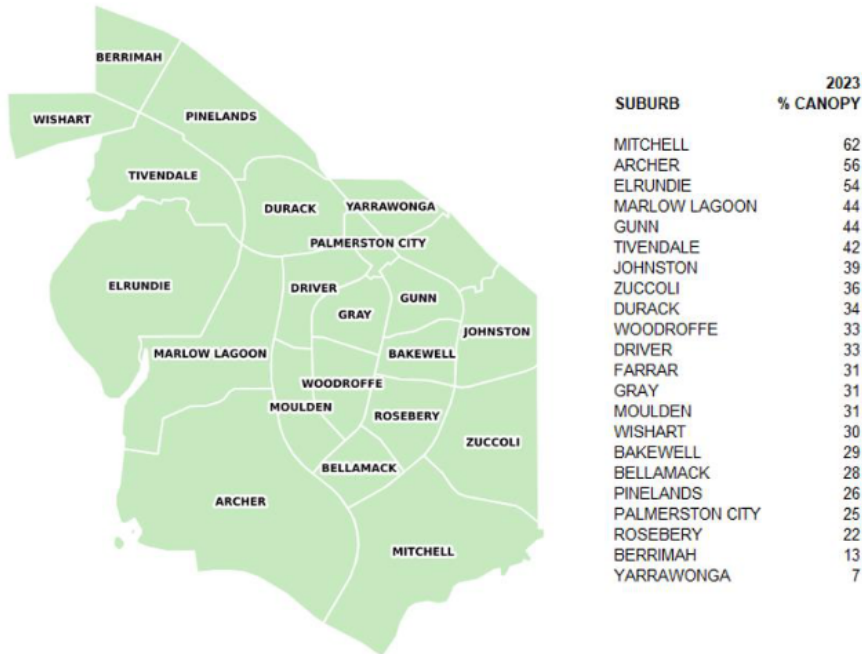 BERRIMAH
WISHART
PINELANDS
TIVENDALE
DURACK
YARRAWONGA
PALMERSTON CITY
ELRUNDIE
DRIVER
GUNN
GRAY
JOHNSTON
MARLOW LAGOON
BAKEWELL
WOODROFFE
MOULDEN
ROSEBERY
ZUCCOLI
BELLAMACK
ARCHER
MITCHELL
2023
SUBURB % CANOPY
MITCHELL 62
ARCHER 56
ELRUNDIE 54
MARLOW LAGOON 44
GUNN 44
TIVENDALE 42
JOHNSTON 39
ZUCCOLI 36
DURACK 34
WOODROFFE 33
DRIVER 33
FARRAR 31
GRAY 31
MOULDEN 31
WISHART 30
BAKEWELL 29
BELLAMACK 28
PINELANDS 26
PALMERSTON CITY 25
ROSEBERY 22
BERRIMAH 13
YARRAWONGA 7